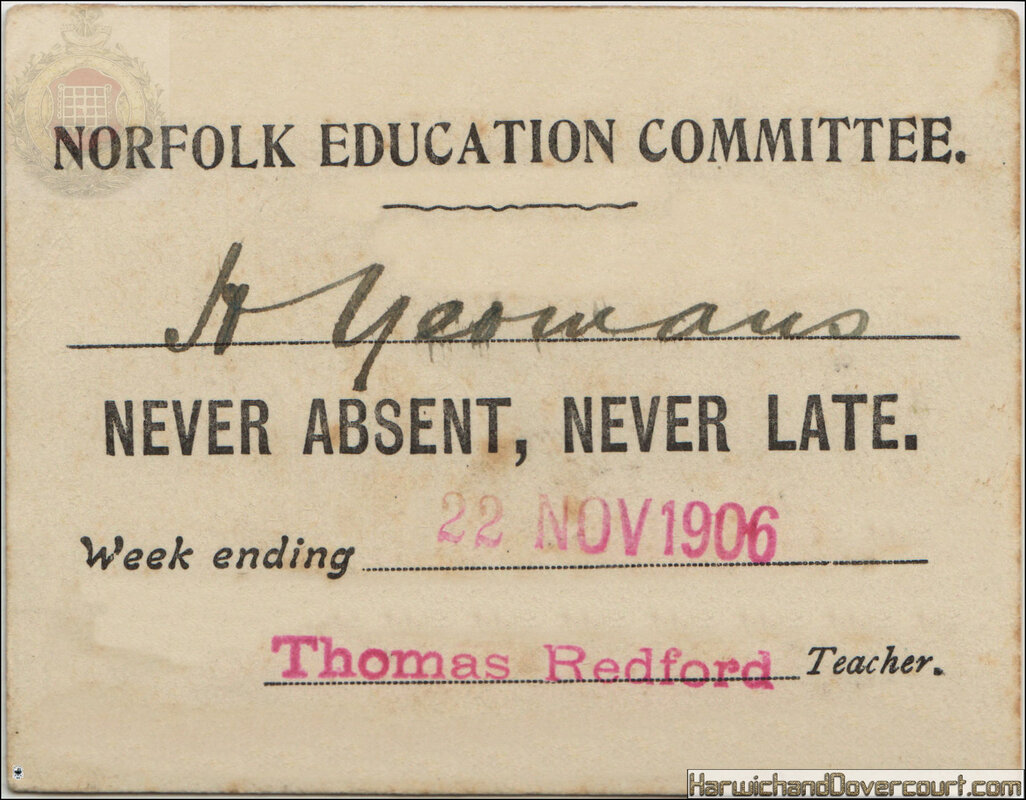 NORFOLK EDUCATION COMMITTEE.
H Yeomans
NEVER ABSENT, NEVER LATE.
Week ending 22 NOV 1906
Thomas Redford Teacher.
HarwichandDovercourt.com